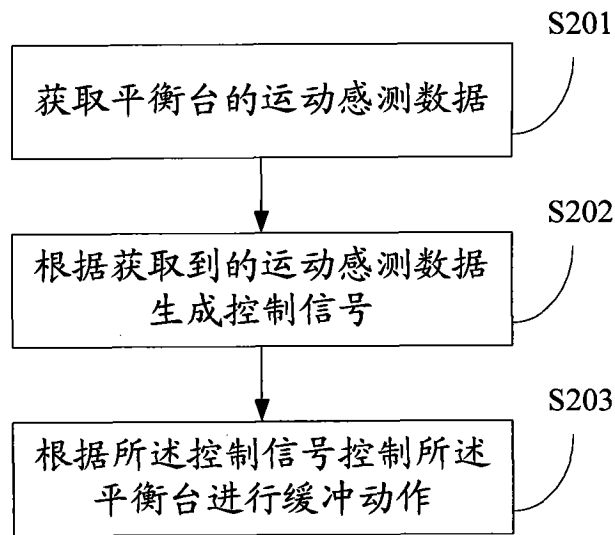 S201
获取平衡台的运动感测数据
S202
根据获取到的运动感测数据
生成控制信号
S203
根据所述控制信号控制所述
平衡台进行缓冲动作